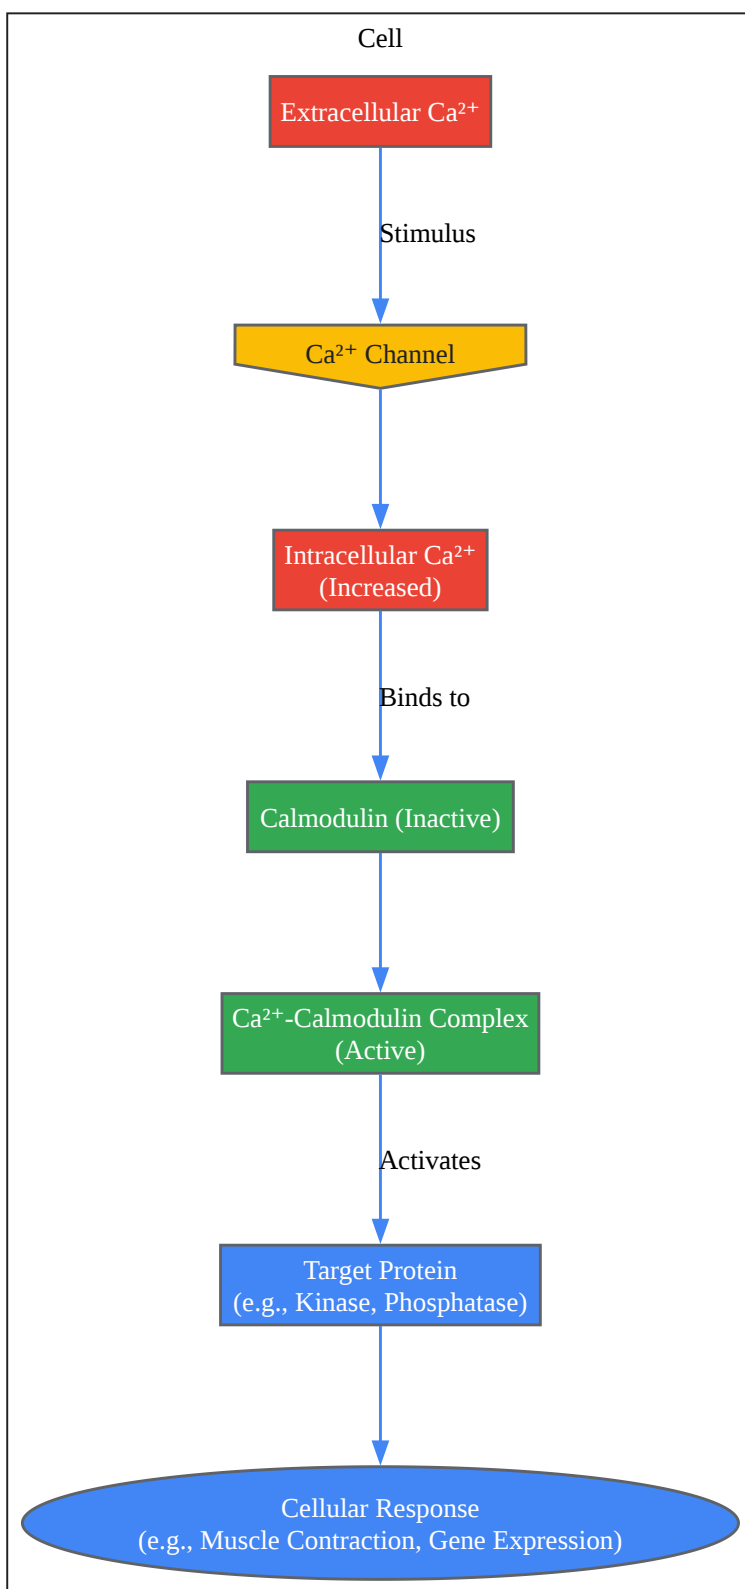 Cell
Extracellular Ca²⁺
Stimulus
Ca²⁺ Channel
Intracellular Ca²⁺
(Increased)
Binds to
Calmodulin (Inactive)
Ca²⁺-Calmodulin Complex
(Active)
Activates
Target Protein
(e.g., Kinase, Phosphatase)
Cellular Response
(e.g., Muscle Contraction, Gene Expression)